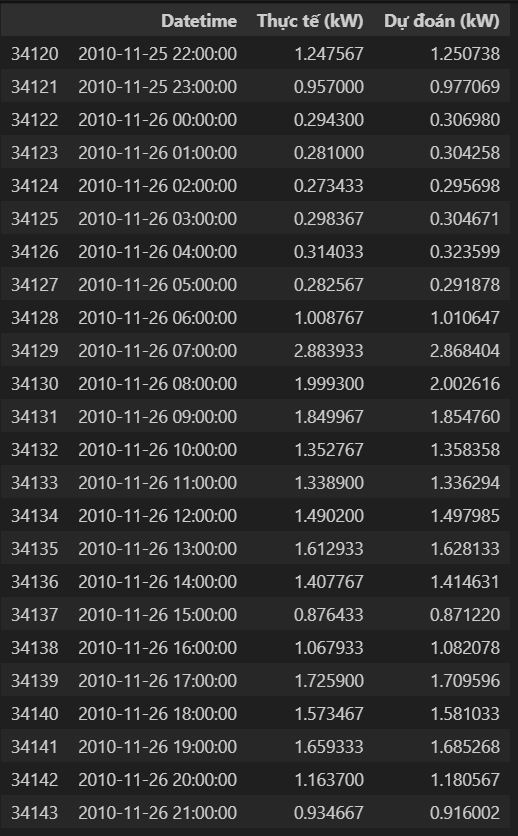 Datetime Thực tế (kW) Dự đoán (kW)
34120 2010-11-25 22:00:00 1.247567 1.250738
34121 2010-11-25 23:00:00 0.957000 0.977069
34122 2010-11-26 00:00:00 0.294300 0.306980
34123 2010-11-26 01:00:00 0.281000 0.304258
34124 2010-11-26 02:00:00 0.273433 0.295698
34125 2010-11-26 03:00:00 0.298367 0.304671
34126 2010-11-26 04:00:00 0.314033 0.323599
34127 2010-11-26 05:00:00 0.282567 0.291878
34128 2010-11-26 06:00:00 1.008767 1.010647
34129 2010-11-26 07:00:00 2.883933 2.868404
34130 2010-11-26 08:00:00 1.999300 2.002616
34131 2010-11-26 09:00:00 1.849967 1.854760
34132 2010-11-26 10:00:00 1.352767 1.358358
34133 2010-11-26 11:00:00 1.338900 1.336294
34134 2010-11-26 12:00:00 1.490200 1.497985
34135 2010-11-26 13:00:00 1.612933 1.628133
34136 2010-11-26 14:00:00 1.407767 1.414631
34137 2010-11-26 15:00:00 0.876433 0.871220
34138 2010-11-26 16:00:00 1.067933 1.082078
34139 2010-11-26 17:00:00 1.725900 1.709596
34140 2010-11-26 18:00:00 1.573467 1.581033
34141 2010-11-26 19:00:00 1.659333 1.685268
34142 2010-11-26 20:00:00 1.163700 1.180567
34143 2010-11-26 21:00:00 0.934667 0.916002